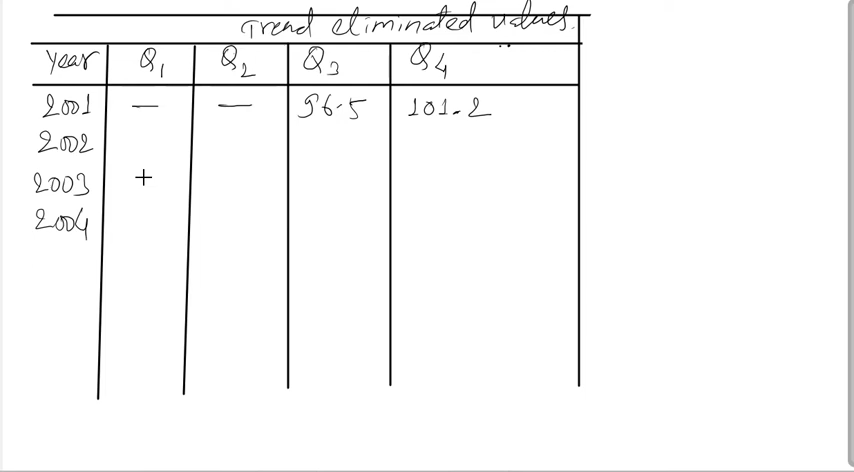 Trend eliminated values.
Year Q1 Q2 Q3 Q4
2001 — — 96.5 101.2
2002
2003 +
2004